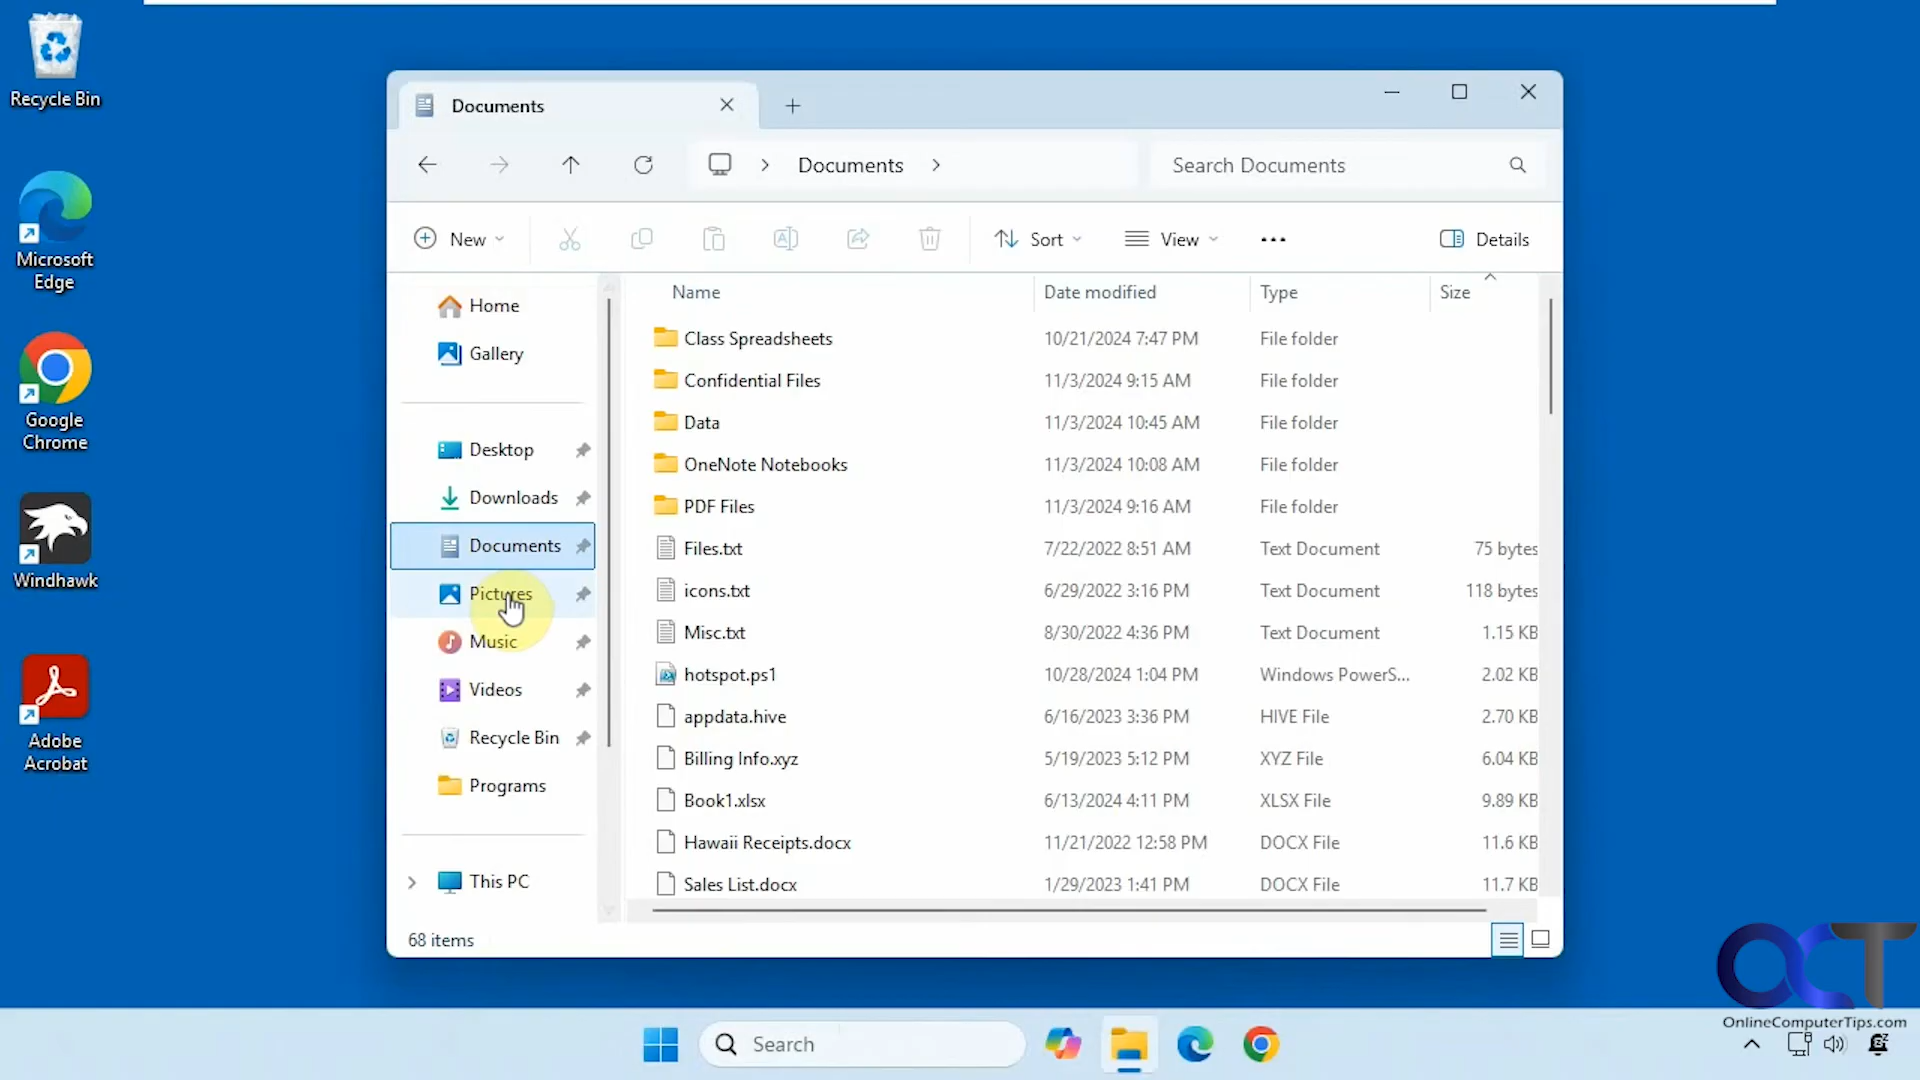 Recycle Bin
Microsoft
Edge
Google
Chrome
Windhawk
Adobe
Acrobat
Documents
Documents
Search Documents
New
Sort
View
Details
Home
Gallery
Desktop
Downloads
Documents
Pictures
Music
Videos
Recycle Bin
Programs
This PC
Name Date modified Type Size
Class Spreadsheets 10/21/2024 7:47 PM File folder
Confidential Files 11/3/2024 9:15 AM File folder
Data 11/3/2024 10:45 AM File folder
OneNote Notebooks 11/3/2024 10:08 AM File folder
PDF Files 11/3/2024 9:16 AM File folder
Files.txt 7/22/2022 8:51 AM Text Document 75 bytes
icons.txt 6/29/2022 3:16 PM Text Document 118 bytes
Misc.txt 8/30/2022 4:36 PM Text Document 1.15 KB
hotspot.ps1 10/28/2024 1:04 PM Windows PowerS... 2.02 KB
appdata.hive 6/16/2023 3:36 PM HIVE File 2.70 KB
Billing Info.xyz 5/19/2023 5:12 PM XYZ File 6.04 KB
Book1.xlsx 6/13/2024 4:11 PM XLSX File 9.89 KB
Hawaii Receipts.docx 11/21/2022 12:58 PM DOCX File 11.6 KB
Sales List.docx 1/29/2023 1:41 PM DOCX File 11.7 KB
68 items
OCT
OnlineComputerTips.com
Search